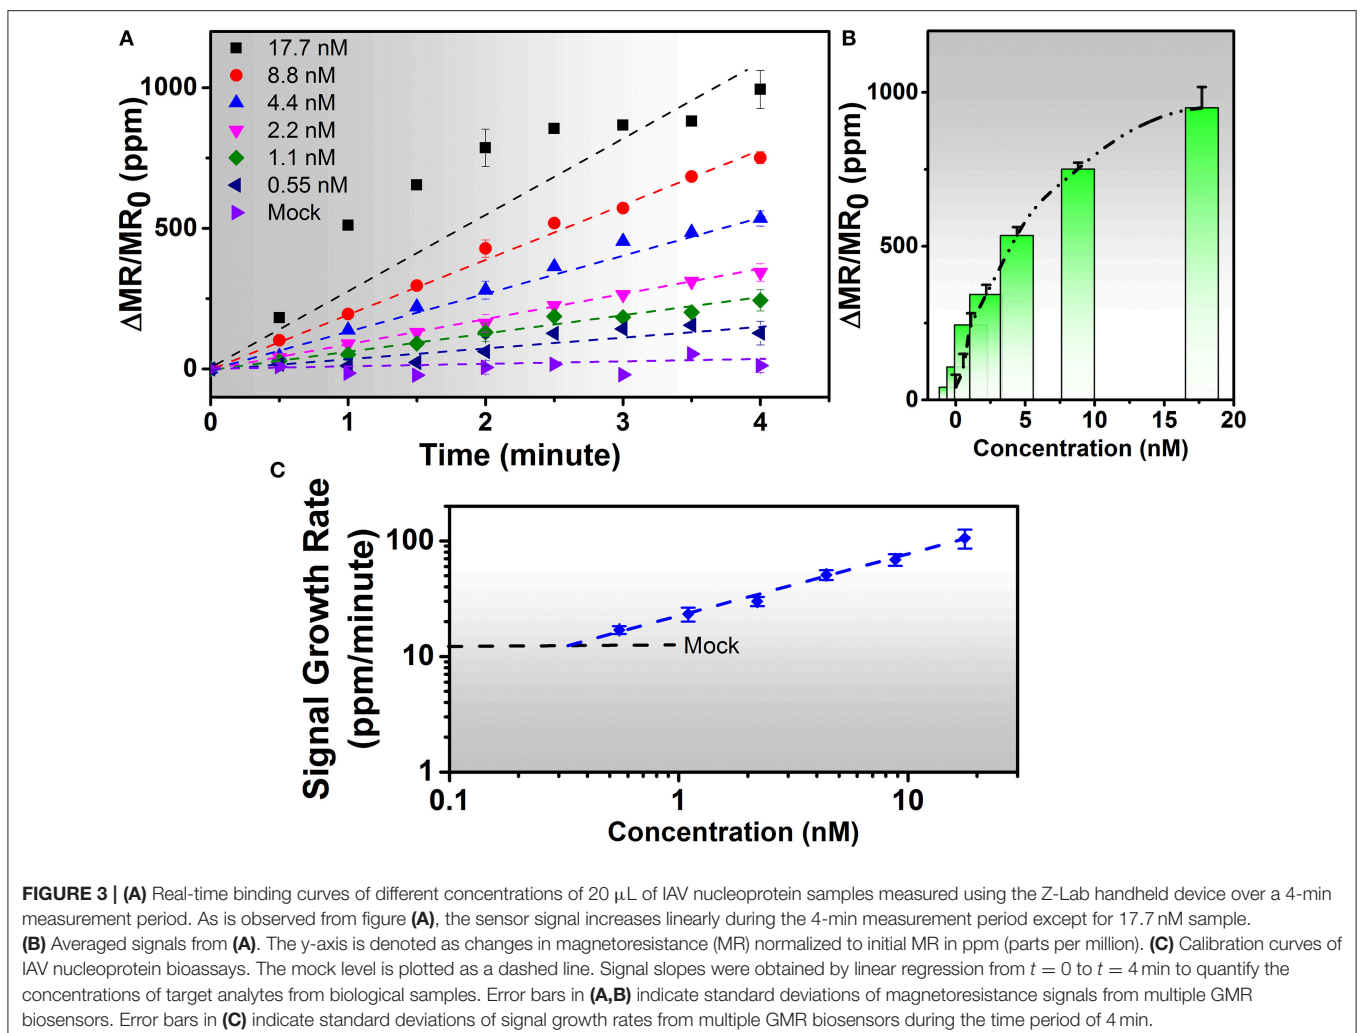 A
17.7 nM
8.8 nM
4.4 nM
2.2 nM
1.1 nM
0.55 nM
Mock
ΔMR/MR0 (ppm)
1000
500
0
0 1 2 3 4
Time (minute)
B
ΔMR/MR0 (ppm)
1000
500
0
0 5 10 15 20
Concentration (nM)
C
Signal Growth Rate
(ppm/minute)
100
10
1
Mock
0.1 1 10
Concentration (nM)
FIGURE 3 | (A) Real-time binding curves of different concentrations of 20 μL of IAV nucleoprotein samples measured using the Z-Lab handheld device over a 4-min
measurement period. As is observed from figure (A), the sensor signal increases linearly during the 4-min measurement period except for 17.7 nM sample.
(B) Averaged signals from (A). The y-axis is denoted as changes in magnetoresistance (MR) normalized to initial MR in ppm (parts per million). (C) Calibration curves of
IAV nucleoprotein bioassays. The mock level is plotted as a dashed line. Signal slopes were obtained by linear regression from t = 0 to t = 4 min to quantify the
concentrations of target analytes from biological samples. Error bars in (A,B) indicate standard deviations of magnetoresistance signals from multiple GMR
biosensors. Error bars in (C) indicate standard deviations of signal growth rates from multiple GMR biosensors during the time period of 4 min.